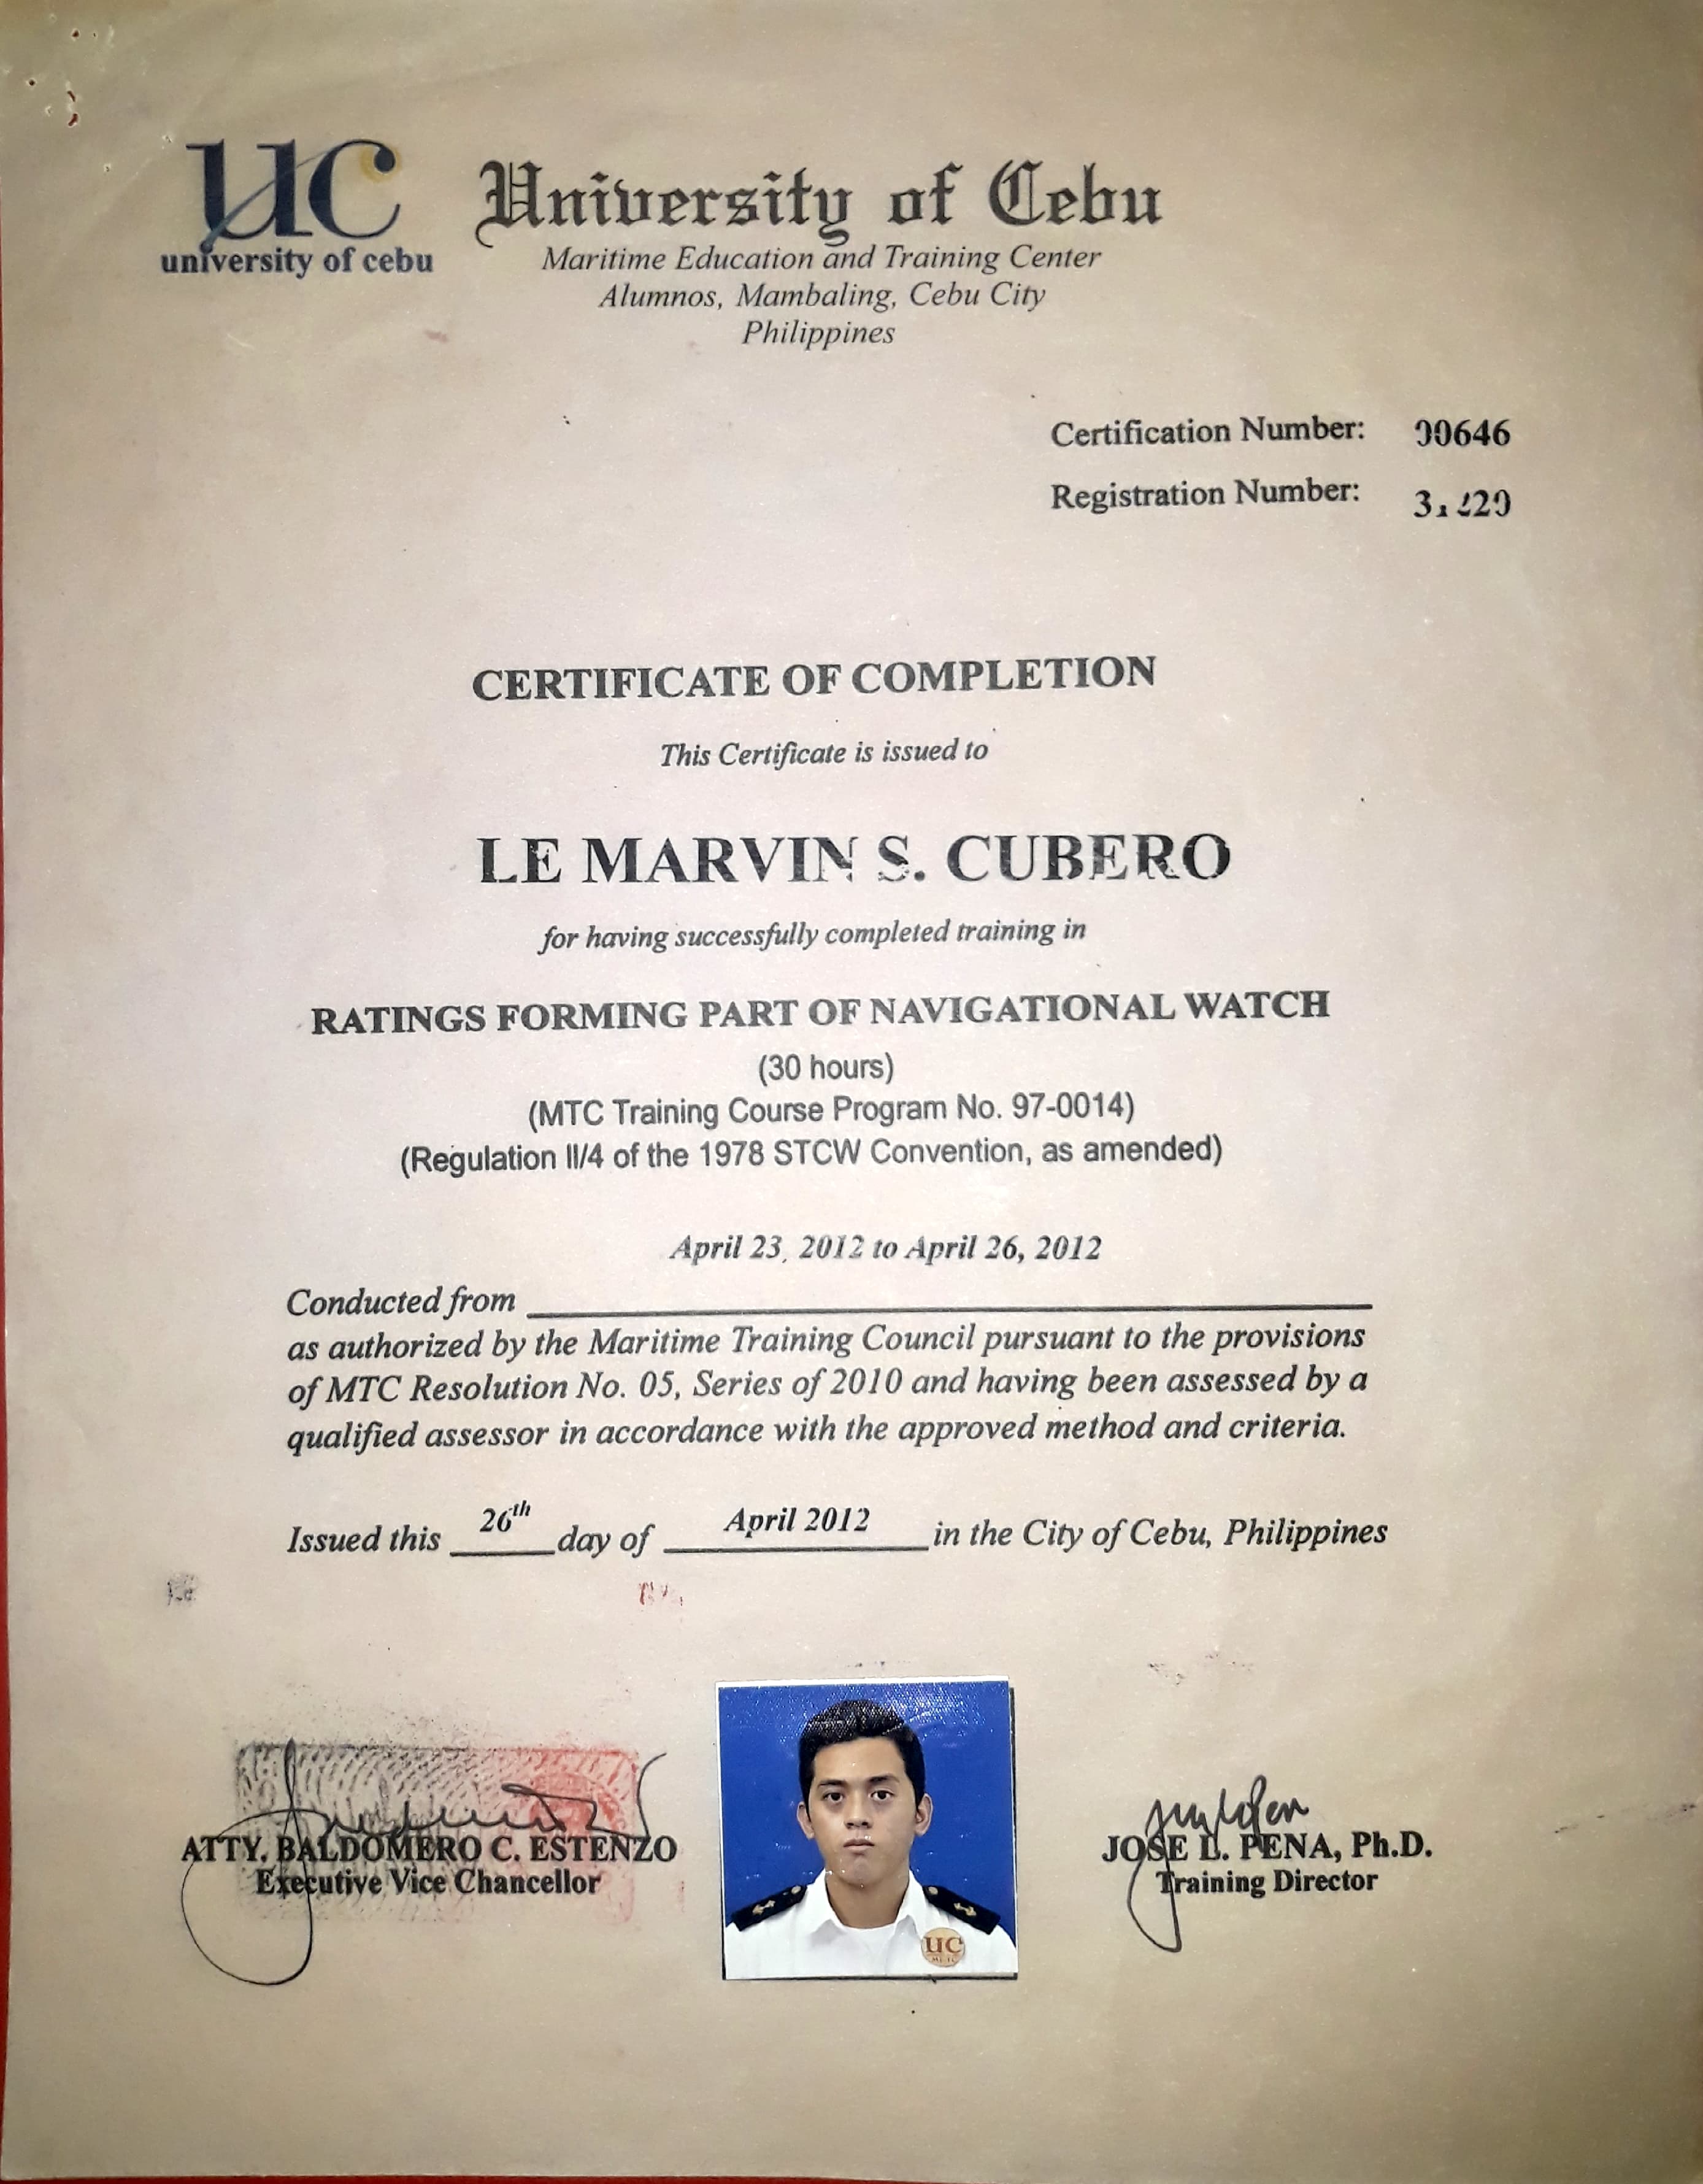 UC
university of cebu
University of Cebu
Maritime Education and Training Center
Alumnos, Mambaling, Cebu City
Philippines
Certification Number: 00646
Registration Number:
CERTIFICATE OF COMPLETION
This Certificate is issued to
LE MARVIN S. CUBERO
for having successfully completed training in
RATINGS FORMING PART OF NAVIGATIONAL WATCH
(30 hours)
(MTC Training Course Program No. 97-0014)
(Regulation II/4 of the 1978 STCW Convention, as amended)
April 23, 2012 to April 26, 2012
Conducted from
as authorized by the Maritime Training Council pursuant to the provisions
of MTC Resolution No. 05, Series of 2010 and having been assessed by a
qualified assessor in accordance with the approved method and criteria.
Issued this 26th day of April 2012 in the City of Cebu, Philippines
ATTY. BALDOMERO C. ESTENZO
Executive Vice Chancellor
JOSE L. PENA, Ph.D.
Training Director
UC